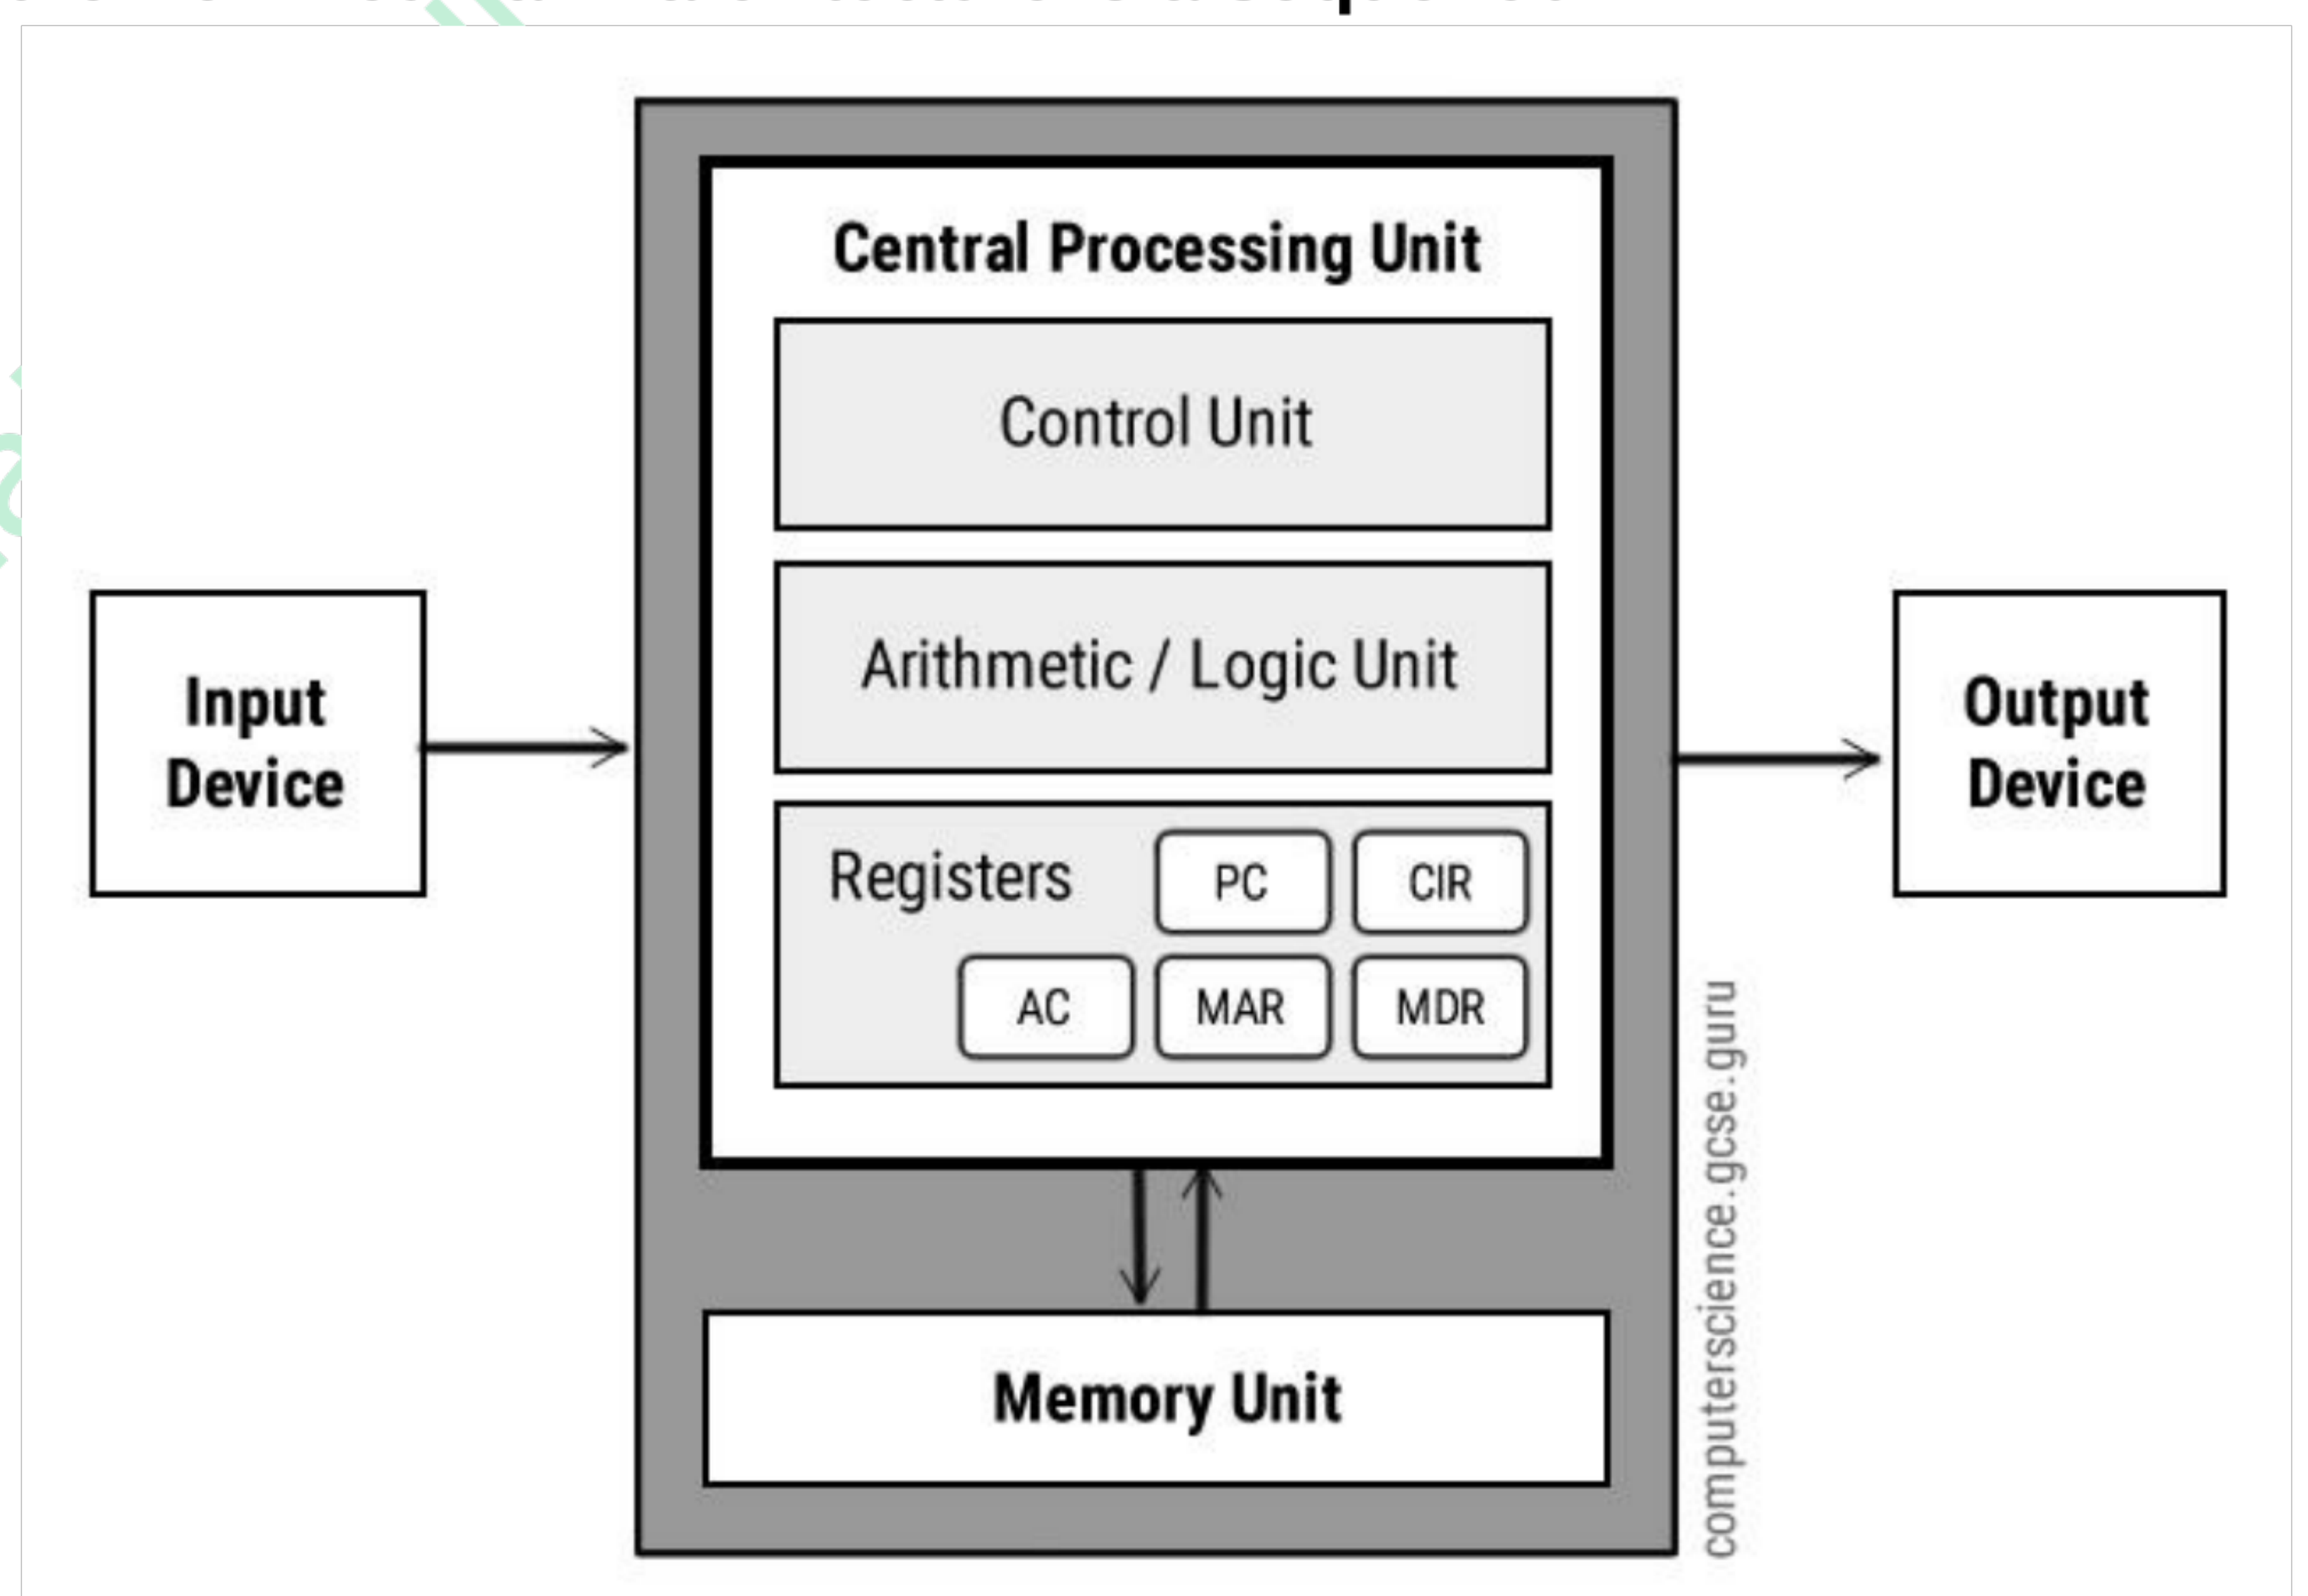 Central Processing Unit
Control Unit
Arithmetic / Logic Unit
Input
Device
Output
Device
Registers
PC
CIR
AC
MAR
MDR
Memory Unit
computerscience.gcse.guru